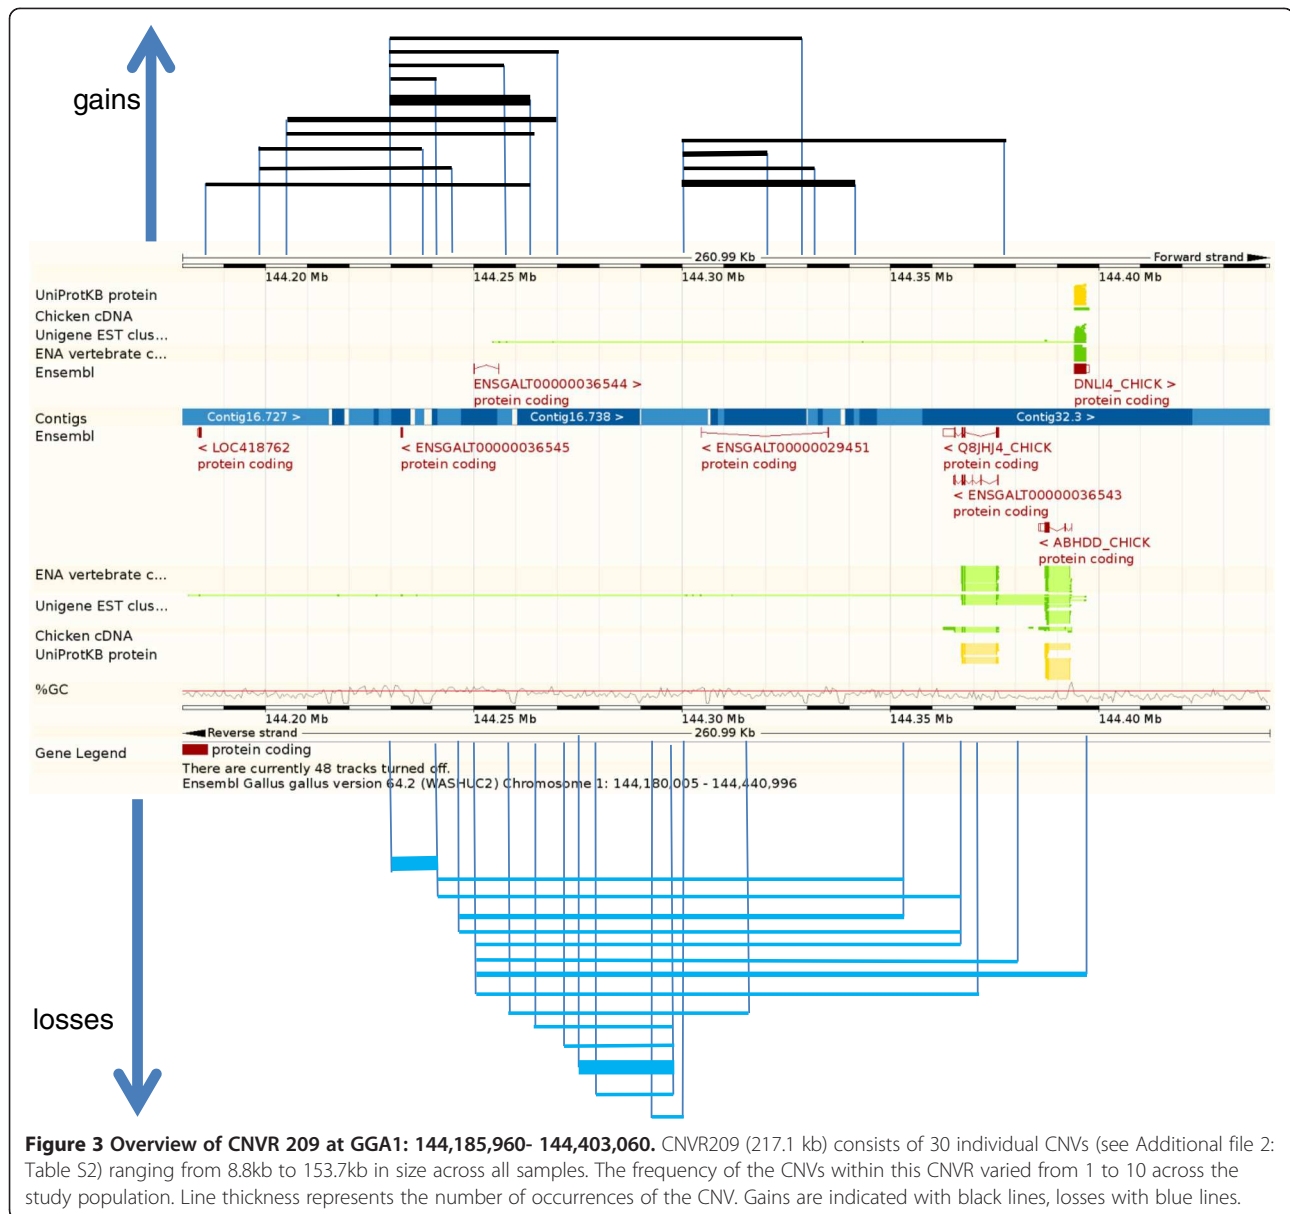 gains
260.99 Kb
Forward strand
144.20 Mb 144.25 Mb 144.30 Mb 144.35 Mb 144.40 Mb
UniProtKB protein
Chicken cDNA
Unigene EST clus...
ENA vertebrate c...
Ensembl
ENSGALT00000036544 >
protein coding
DNLI4_CHICK >
protein coding
Contigs
Contig16.727 > Contig16.738 > Contig32.3 >
Ensembl
< LOC418762
protein coding
< ENSGALT00000036545
protein coding
< ENSGALT00000029451
protein coding
< Q8JHJ4_CHICK
protein coding
< ENSGALT00000036543
protein coding
< ABHDD_CHICK
protein coding
ENA vertebrate c...
Unigene EST clus...
Chicken cDNA
UniProtKB protein
%GC
144.20 Mb 144.25 Mb 144.30 Mb 144.35 Mb 144.40 Mb
Reverse strand
260.99 Kb
Gene Legend
protein coding
There are currently 48 tracks turned off.
Ensembl Gallus gallus version 64.2 (WASHUC2) Chromosome 1: 144,180,005 - 144,440,996
losses
Figure 3 Overview of CNVR 209 at GGA1: 144,185,960- 144,403,060. CNVR209 (217.1 kb) consists of 30 individual CNVs (see Additional file 2:
Table S2) ranging from 8.8kb to 153.7kb in size across all samples. The frequency of the CNVs within this CNVR varied from 1 to 10 across the
study population. Line thickness represents the number of occurrences of the CNV. Gains are indicated with black lines, losses with blue lines.